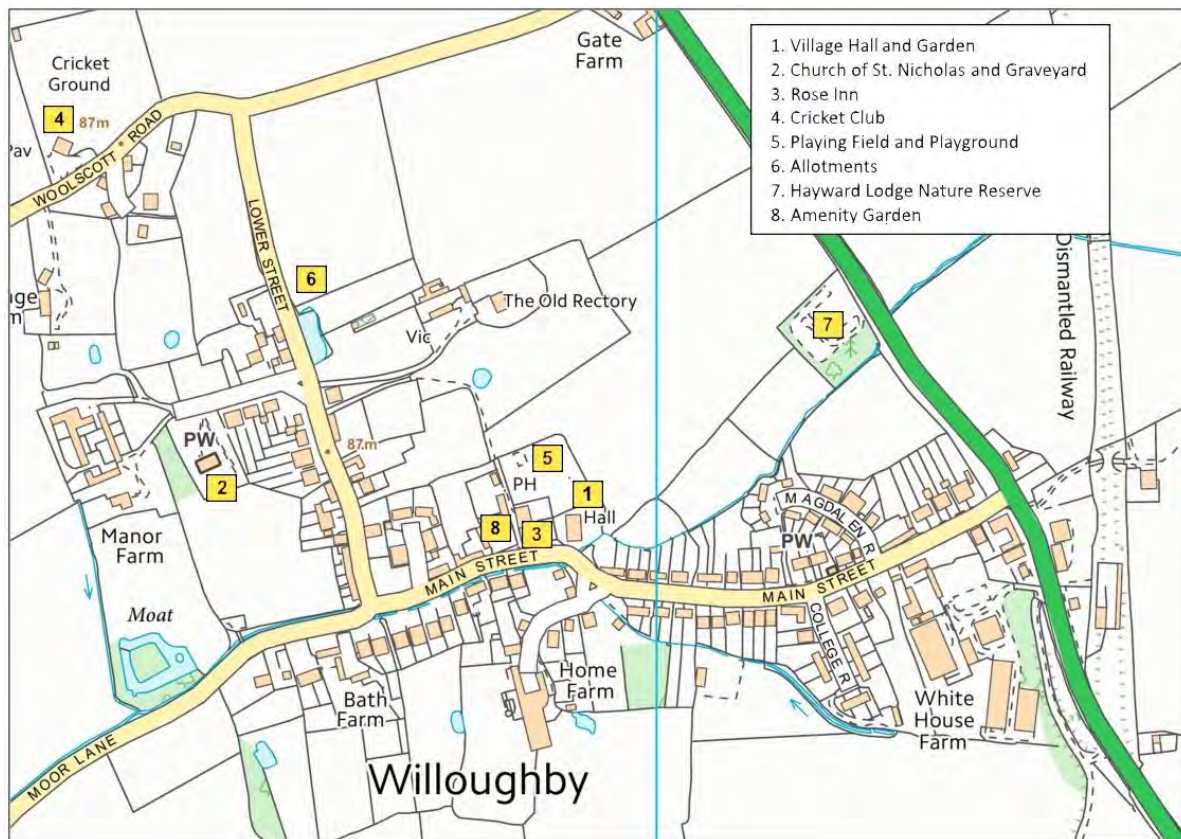 Gate
Farm
1. Village Hall and Garden
2. Church of St. Nicholas and Graveyard
3. Rose Inn
4. Cricket Club
5. Playing Field and Playground
6. Allotments
7. Hayward Lodge Nature Reserve
8. Amenity Garden
Cricket
Ground
4
87m
Pav
WOOLSCOTT ROAD
LOWER STREET
Dismantled Railway
6
The Old Rectory
age
m
7
Vic
PW
87m
2
5
PH
1
Hall
8
3
MAGDALEN R
PW
Manor
Farm
MAIN STREET
MAIN STREET
COLLEGE R
Moat
Home
Farm
Bath
Farm
White
House
Farm
MOOR LANE
Willoughby